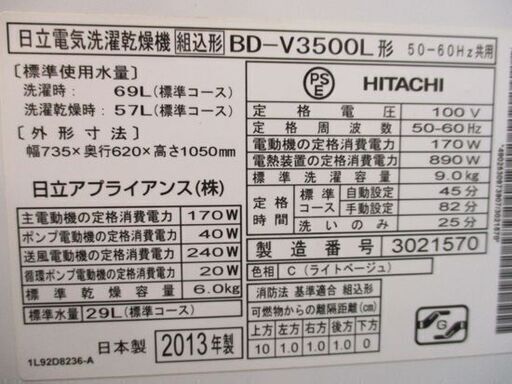 日立電気洗濯乾燥機 組込形 BD-V3500L形 50-60Hz共用
〔標準使用水量〕
洗濯時： 69L(標準コース)
洗濯乾燥時：57L(標準コース)
〔外形寸法〕
幅735×奥行620×高さ1050mm
日立アプライアンス(株)
主電動機の定格消費電力 170W
ポンプ電動機の定格消費電力 40W
送風電動機の定格消費電力 240W
循環ポンプ電動機の定格消費電力 20W
標準乾燥容量 6.0kg
標準水量 29L(標準コース)
1L92D8236-A
日本製 2013年製
PSE HITACHI
定格電圧 100V
定格周波数 50-60Hz
電動機の定格消費電力 170W
電熱装置の定格消費電力 890W
標準洗濯容量 9.0kg
定格時間 標準コース 自動設定 45分
手動設定 82分
洗いのみ 25分
製造番号 3021570
色相 C(ライトベージュ)
消防法 基準適合 組込形
可燃物からの離隔距離(cm)
上方 左方 右方 前方 後方 下方
10 1.0 1.0 1.0 1.0 0
G